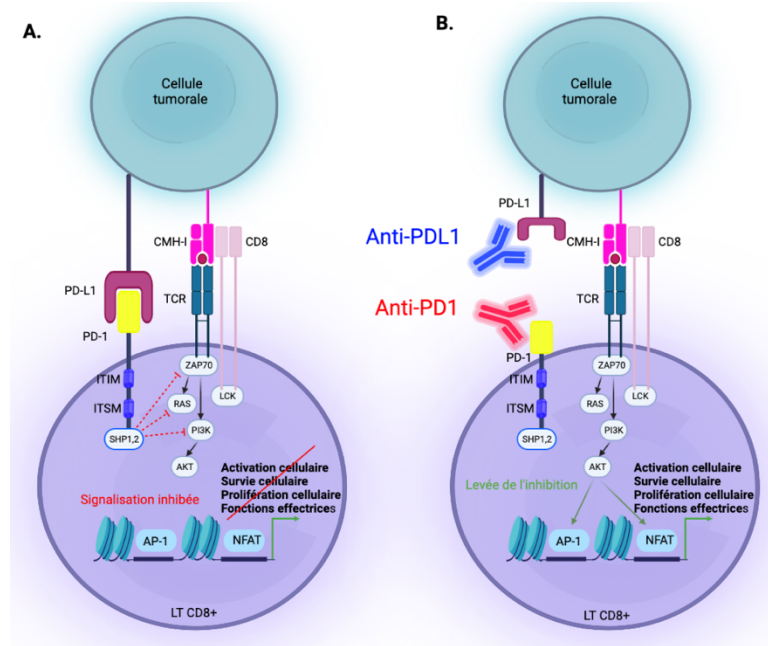 A.
Cellule
tumorale
CMH-I
CD8
PD-L1
TCR
PD-1
ZAP70
ITIM
RAS
LCK
ITSM
SHP1,2
PI3K
AKT
Activation cellulaire
Survie cellulaire
Prolifération cellulaire
Fonctions effectrices
Signalisation inhibée
AP-1
NFAT
LT CD8+
B.
Cellule
tumorale
PD-L1
Anti-PDL1
CMH-I
CD8
Anti-PD1
TCR
PD-1
ZAP70
ITIM
RAS
LCK
ITSM
SHP1,2
PI3K
AKT
Activation cellulaire
Survie cellulaire
Prolifération cellulaire
Fonctions effectrices
Levée de l'inhibition
AP-1
NFAT
LT CD8+